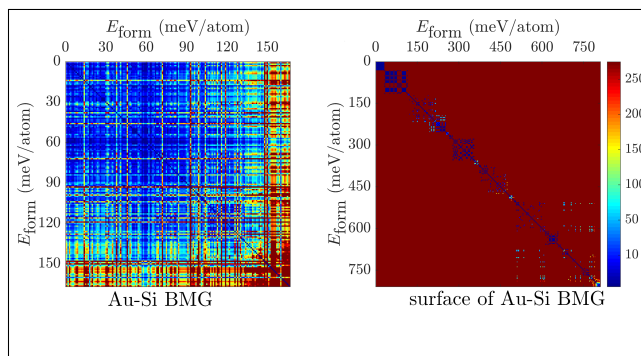 E_form (meV/atom)
0 30 60 90 120 150
E_form (meV/atom)
0
30
60
90
120
150
Au-Si BMG
E_form (meV/atom)
0 150 300 450 600 750
E_form (meV/atom)
0
150
300
450
600
750
surface of Au-Si BMG
250
200
150
100
50
10